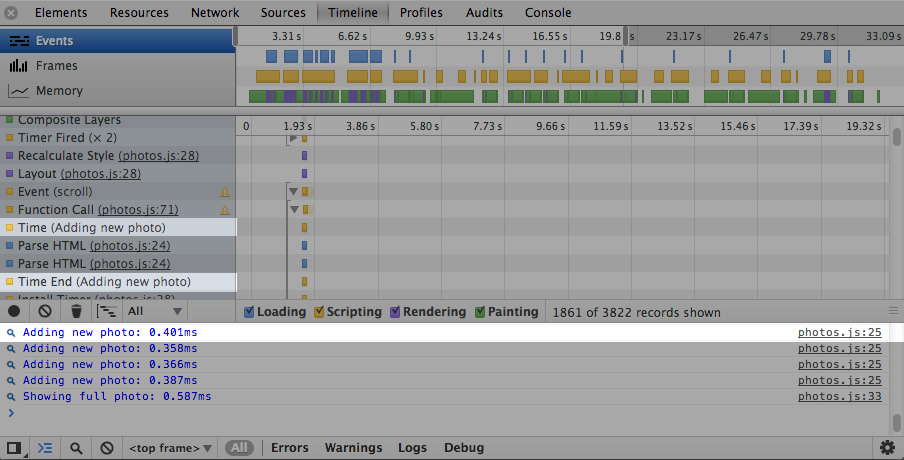 Elements Resources Network Sources Timeline Profiles Audits Console
Events
3.31 s 6.62 s 9.93 s 13.24 s 16.55 s 19.8 23.17 s 26.47 s 29.78 s 33.09 s
Frames
Memory
Composite Layers
0 1.93 s 3.86 s 5.80 s 7.73 s 9.66 s 11.59 s 13.52 s 15.46 s 17.39 s 19.32 s
Timer Fired (× 2)
Recalculate Style (photos.js:28)
Layout (photos.js:28)
Event (scroll)
Function Call (photos.js:71)
Time (Adding new photo)
Parse HTML (photos.js:24)
Parse HTML (photos.js:24)
Time End (Adding new photo)
Install Timer (photos.js:28)
All Loading Scripting Rendering Painting 1861 of 3822 records shown
Adding new photo: 0.401ms photos.js:25
Adding new photo: 0.358ms photos.js:25
Adding new photo: 0.366ms photos.js:25
Adding new photo: 0.387ms photos.js:25
Showing full photo: 0.587ms photos.js:33
>
<top frame> All Errors Warnings Logs Debug